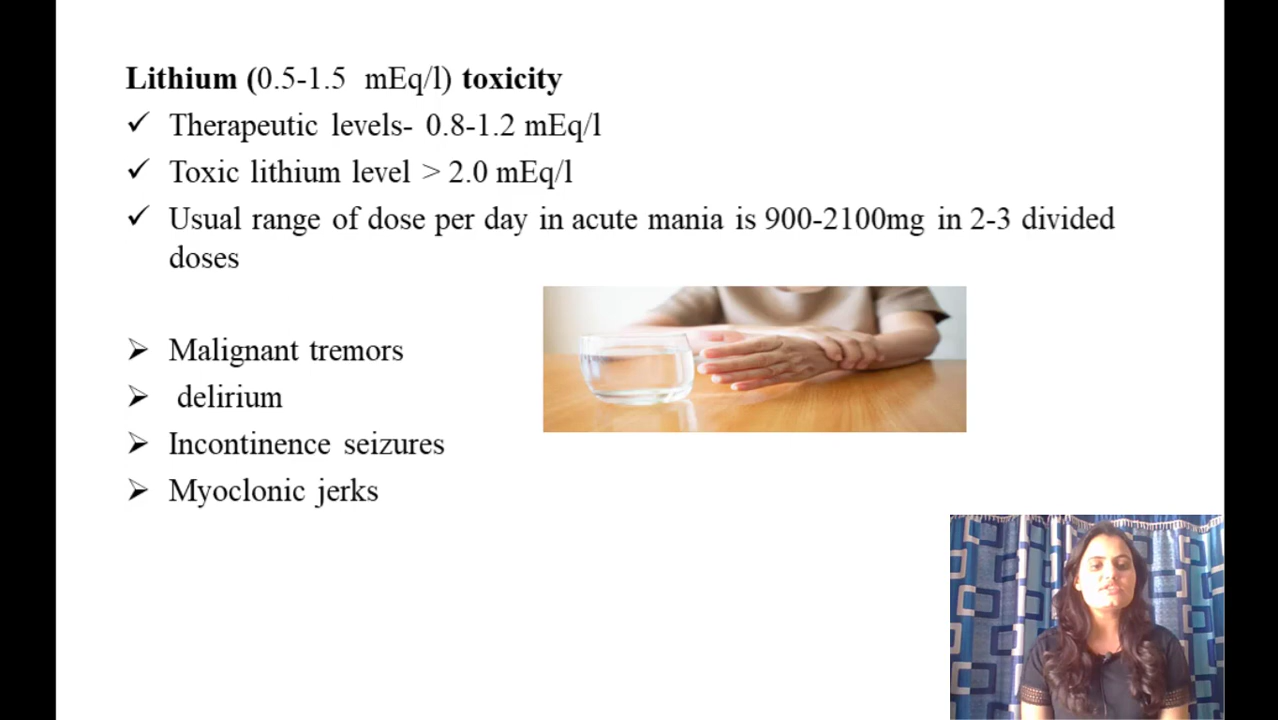 Lithium (0.5-1.5 mEq/l) toxicity
✓ Therapeutic levels- 0.8-1.2 mEq/l
✓ Toxic lithium level > 2.0 mEq/l
✓ Usual range of dose per day in acute mania is 900-2100mg in 2-3 divided
doses
➢ Malignant tremors
➢ delirium
➢ Incontinence seizures
➢ Myoclonic jerks